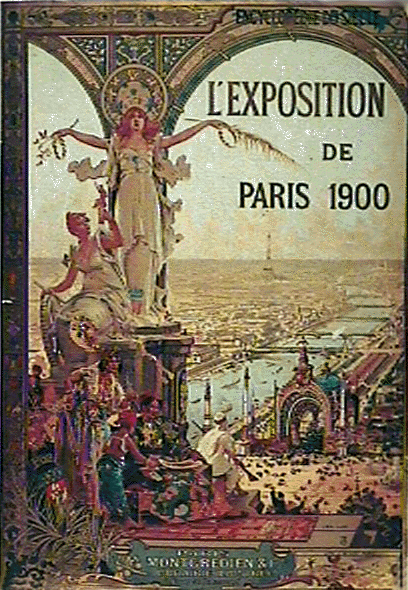 ENCYCLOPÉDIE DU SIÈCLE
L'EXPOSITION
DE
PARIS 1900
PARIS
MONTGREDIEN & Cie